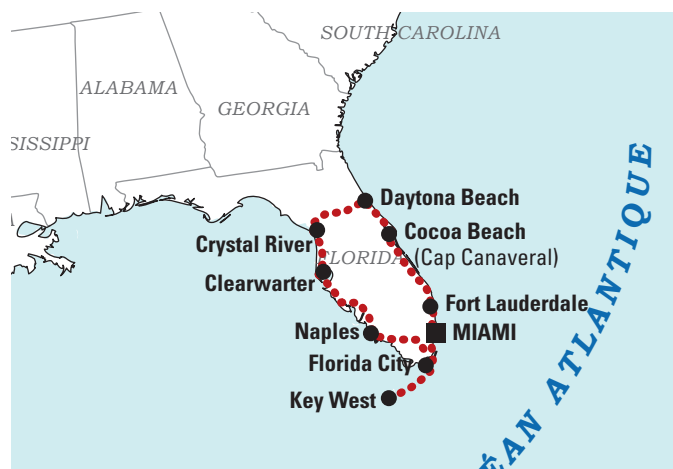 SOUTH CAROLINA
ALABAMA
GEORGIA
SISSIPPI
Daytona Beach
Crystal River
Cocoa Beach
FLORIDA
(Cap Canaveral)
Clearwarter
Fort Lauderdale
Naples
MIAMI
Florida City
Key West
ÉAN ATLANTIQUE